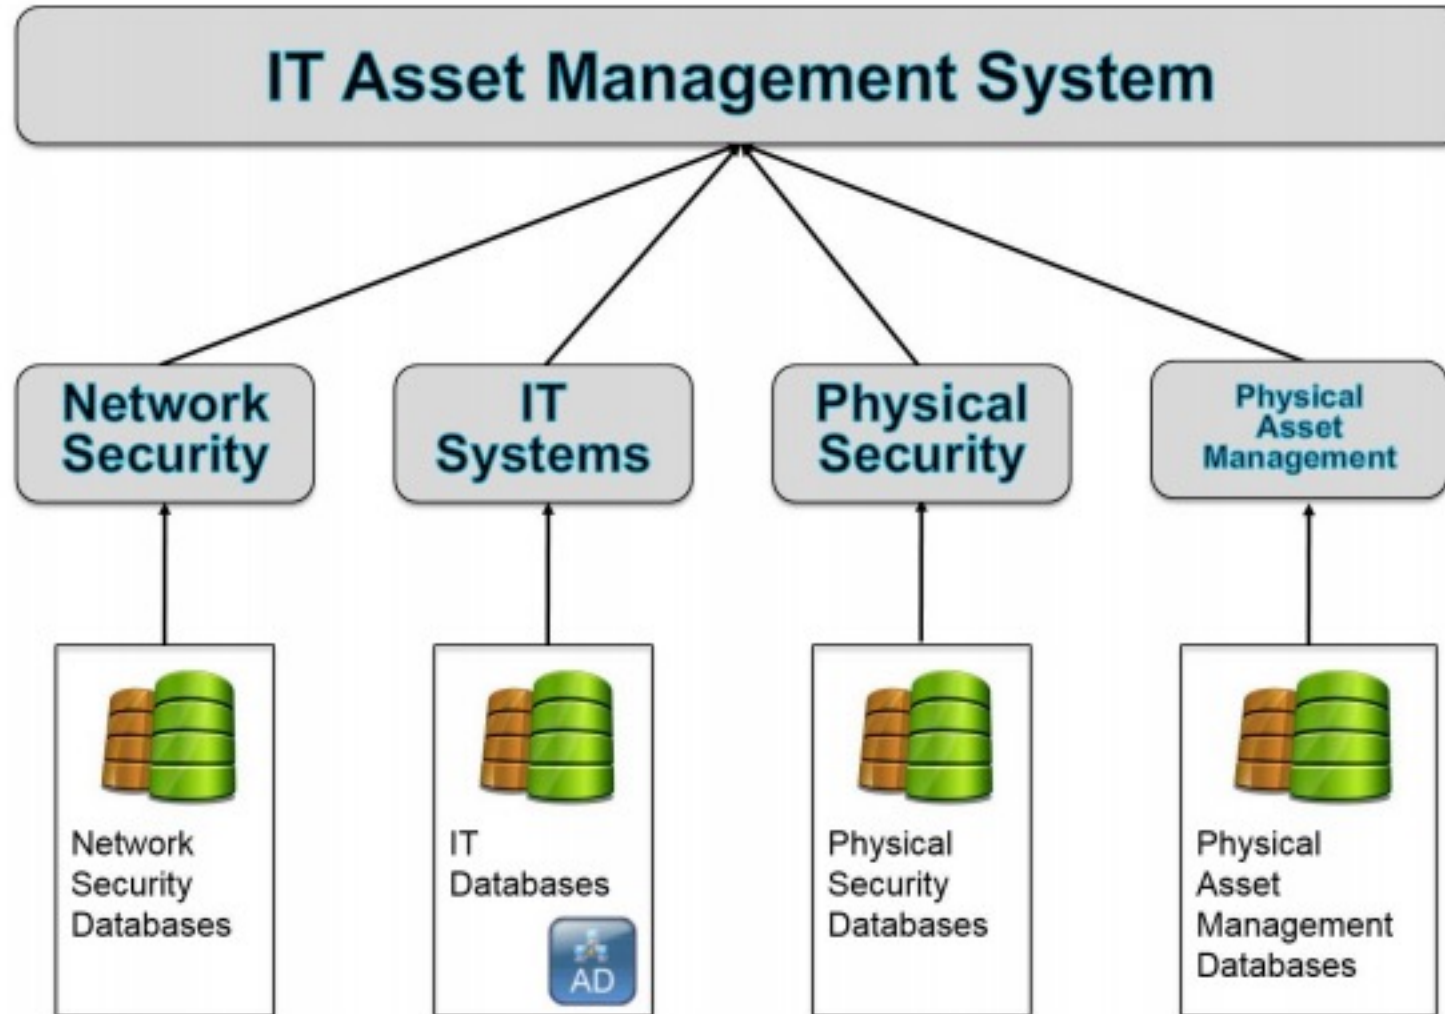 IT Asset Management System
Network
Security
IT
Systems
Physical
Security
Physical
Asset
Management
Network
Security
Databases
IT
Databases
AD
Physical
Security
Databases
Physical
Asset
Management
Databases